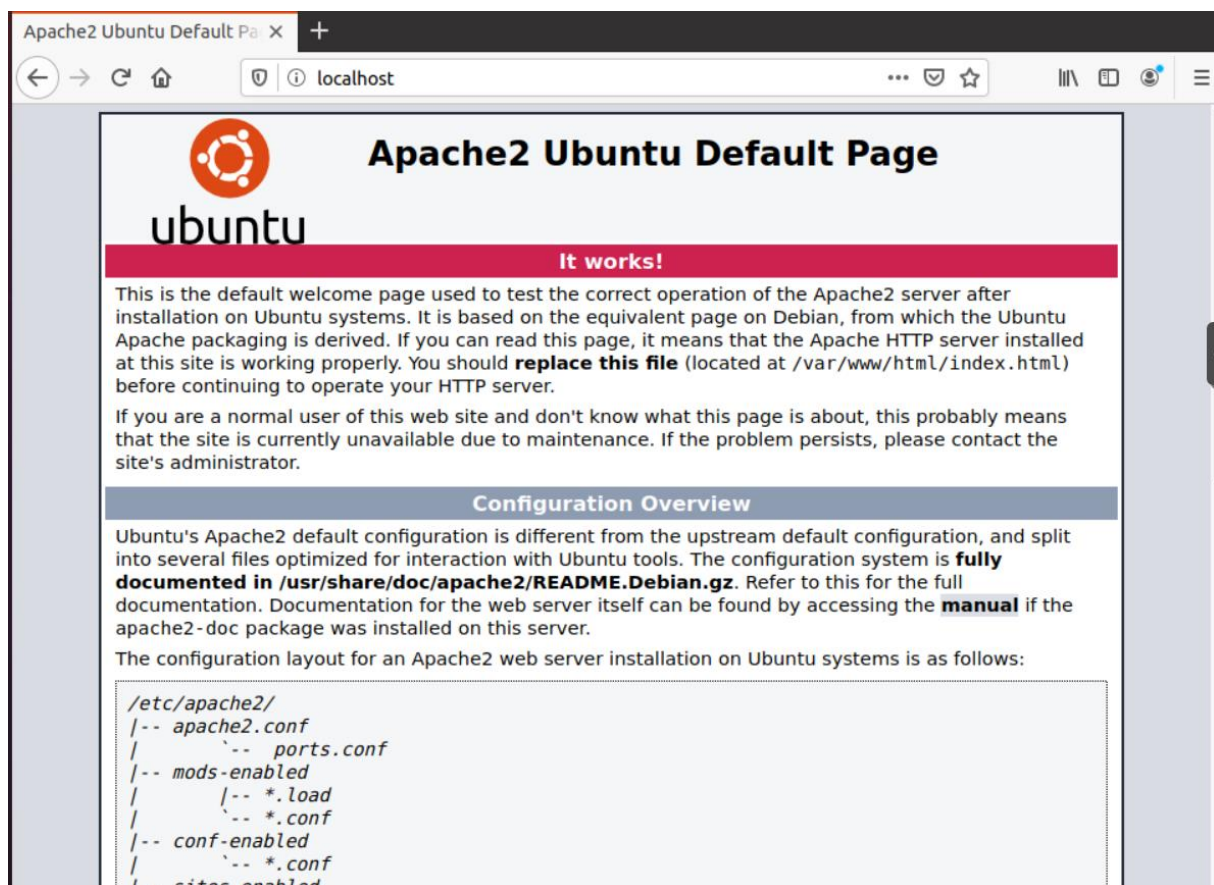 Apache2 Ubuntu Default Pa
localhost
ubuntu
Apache2 Ubuntu Default Page
It works!
This is the default welcome page used to test the correct operation of the Apache2 server after
installation on Ubuntu systems. It is based on the equivalent page on Debian, from which the Ubuntu
Apache packaging is derived. If you can read this page, it means that the Apache HTTP server installed
at this site is working properly. You should replace this file (located at /var/www/html/index.html)
before continuing to operate your HTTP server.
If you are a normal user of this web site and don't know what this page is about, this probably means
that the site is currently unavailable due to maintenance. If the problem persists, please contact the
site's administrator.
Configuration Overview
Ubuntu's Apache2 default configuration is different from the upstream default configuration, and split
into several files optimized for interaction with Ubuntu tools. The configuration system is fully
documented in /usr/share/doc/apache2/README.Debian.gz. Refer to this for the full
documentation. Documentation for the web server itself can be found by accessing the manual if the
apache2-doc package was installed on this server.
The configuration layout for an Apache2 web server installation on Ubuntu systems is as follows:
/etc/apache2/
|-- apache2.conf
|       `--  ports.conf
|-- mods-enabled
|       |-- *.load
|       `-- *.conf
|-- conf-enabled
|       `-- *.conf
|-- sites-enabled